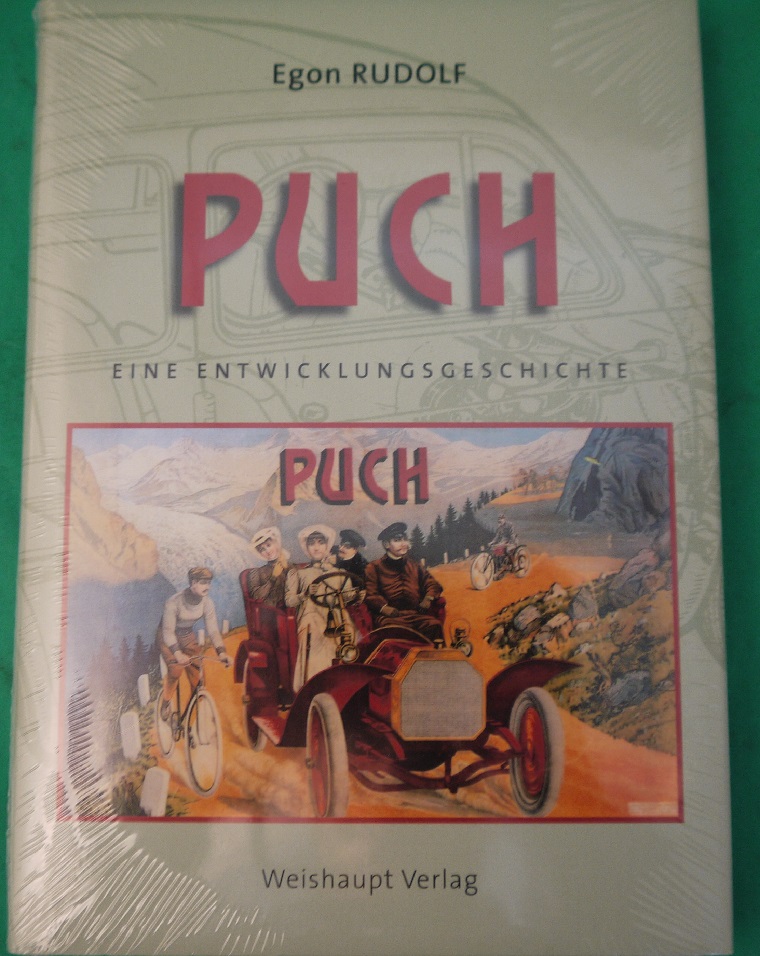 Egon RUDOLF
PUCH
EINE ENTWICKLUNGSGESCHICHTE
PUCH
Weishaupt Verlag